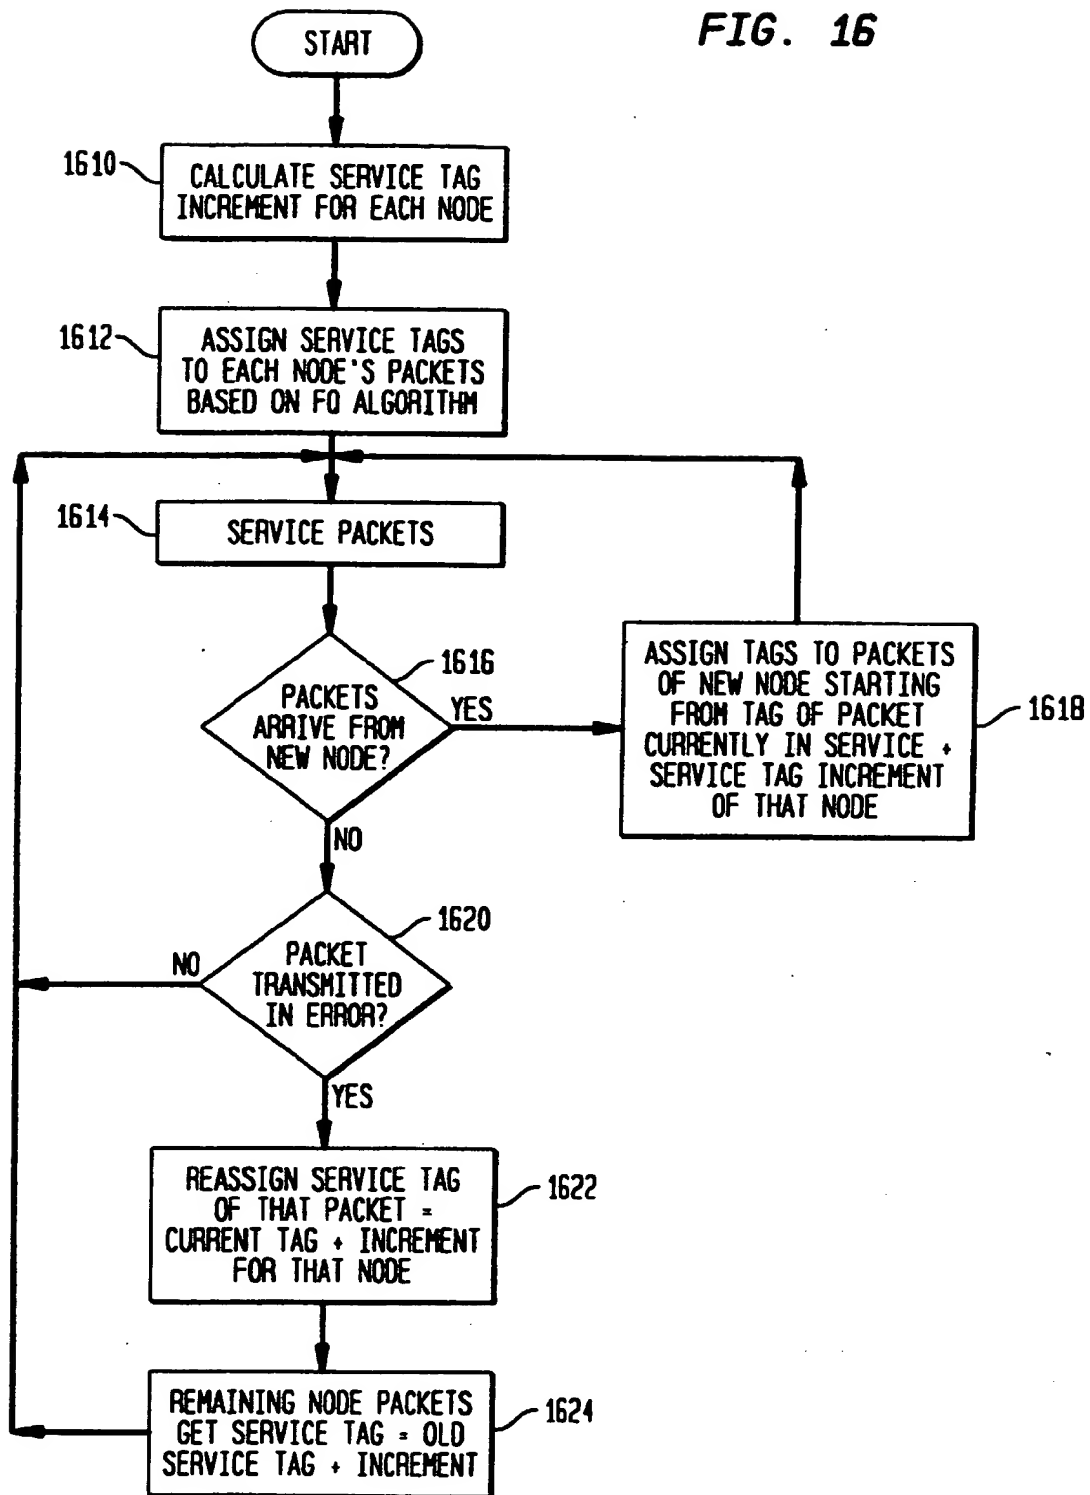 FIG. 16
START
1610
CALCULATE SERVICE TAG
INCREMENT FOR EACH NODE
1612
ASSIGN SERVICE TAGS
TO EACH NODE'S PACKETS
BASED ON FQ ALGORITHM
1614
SERVICE PACKETS
1616
PACKETS
ARRIVE FROM
NEW NODE?
YES
ASSIGN TAGS TO PACKETS
OF NEW NODE STARTING
FROM TAG OF PACKET
CURRENTLY IN SERVICE +
SERVICE TAG INCREMENT
OF THAT NODE
1618
NO
1620
PACKET
TRANSMITTED
IN ERROR?
NO
YES
REASSIGN SERVICE TAG
OF THAT PACKET =
CURRENT TAG + INCREMENT
FOR THAT NODE
1622
REMAINING NODE PACKETS
GET SERVICE TAG = OLD
SERVICE TAG + INCREMENT
1624